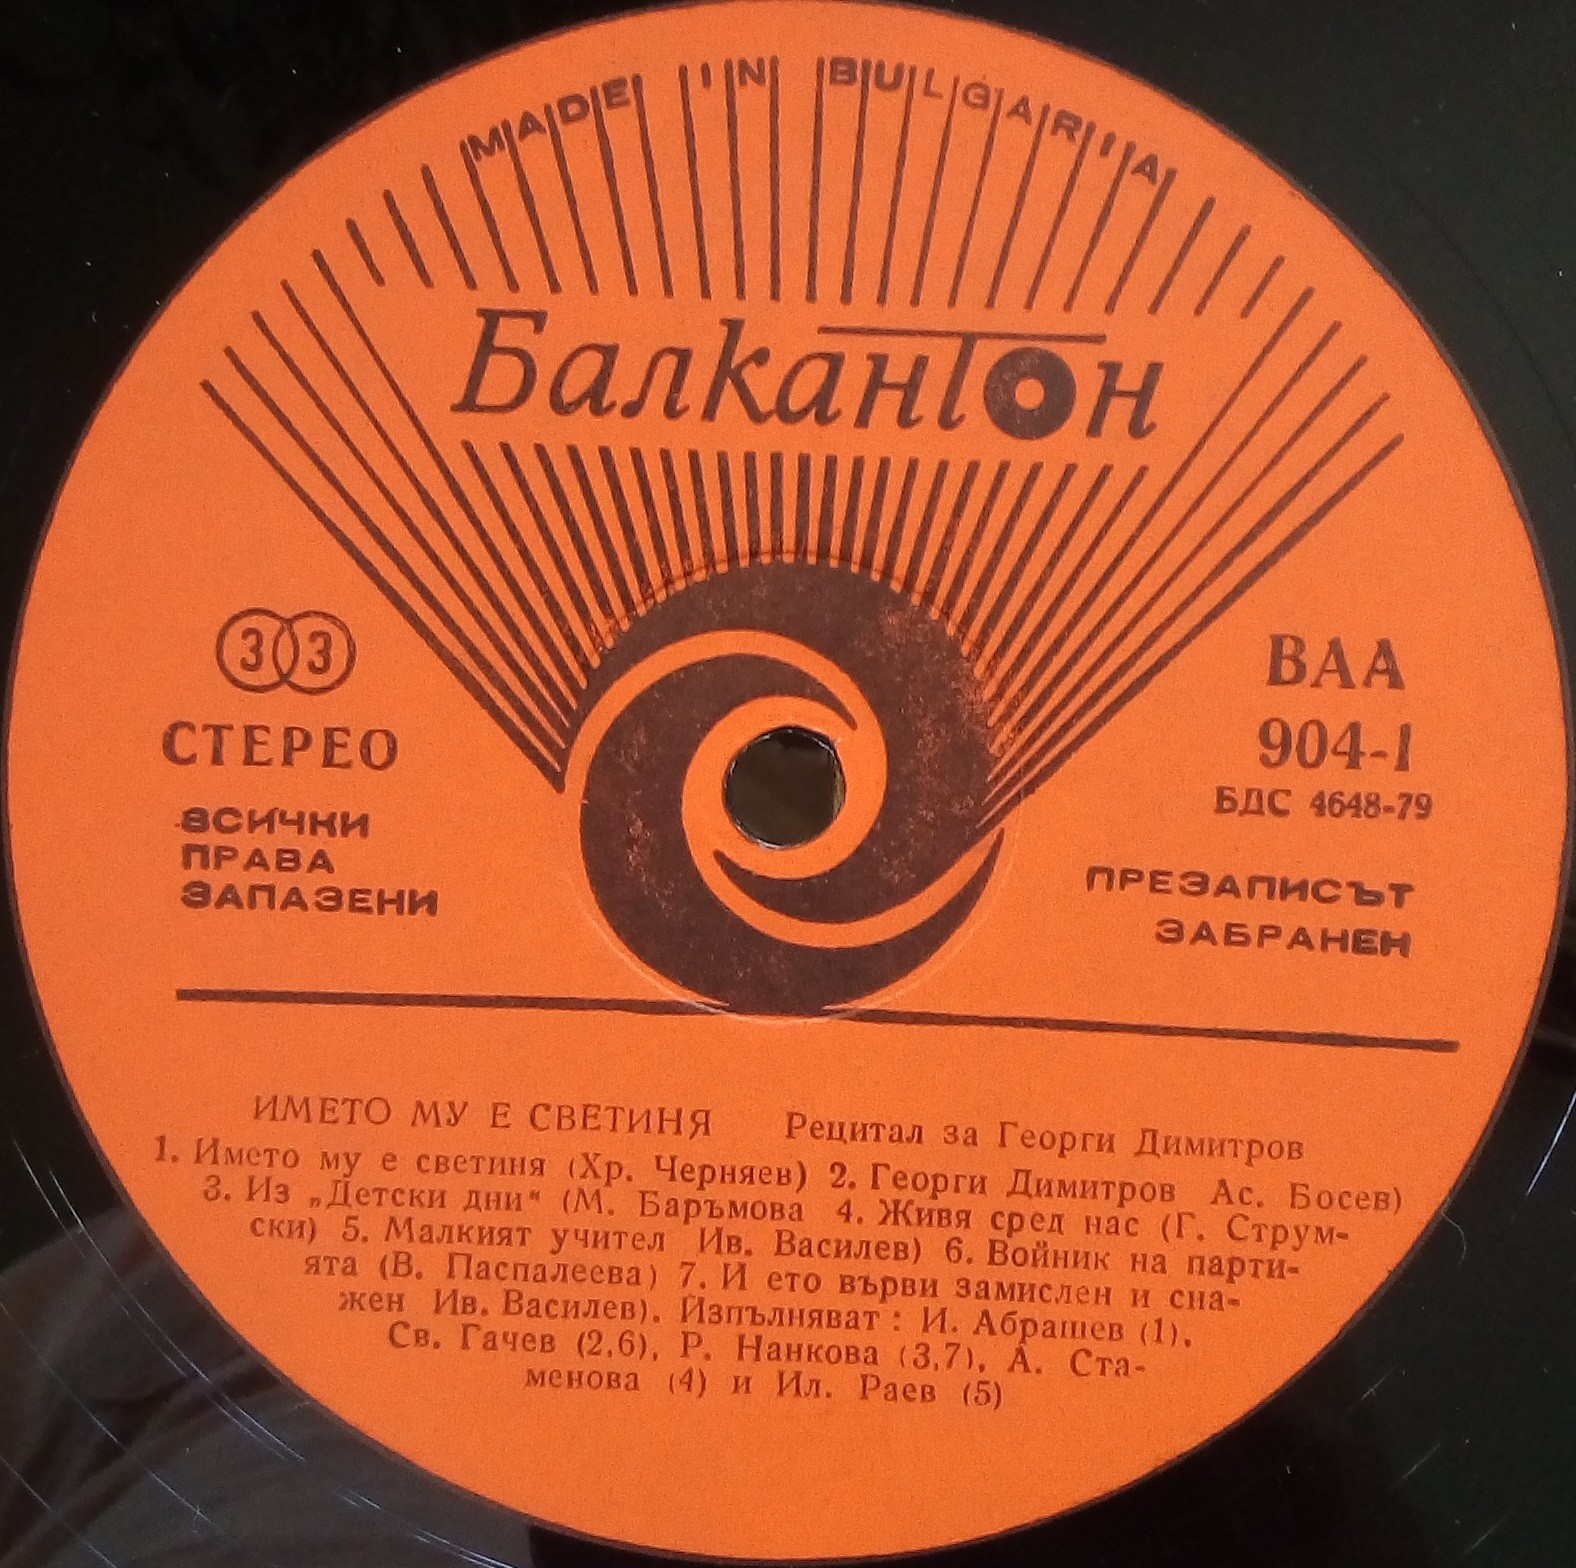 MADE IN BULGARIA
Балкантон
33
СТЕРЕО
ВСИЧКИ
ПРАВА
ЗАПАЗЕНИ
ВАА
904-1
БДС 4648-79
ПРЕЗАПИСЪТ
ЗАБРАНЕН
ИМЕТО МУ Е СВЕТИНЯ Рецитал за Георги Димитров
1. Името му е светиня (Хр. Черняев) 2. Георги Димитров Ас. Босев)
3. Из „Детски дни“ (М. Баръмова 4. Живя сред нас (Г. Струм-
ски) 5. Малкият учител Ив. Василев) 6. Войник на парти-
ята (В. Паспалеева) 7. И ето върви замислен и сна-
жен Ив. Василев). Изпълняват: И. Абрашев (1),
Св. Гачев (2,6), Р. Нанкова (3,7), А. Ста-
менова (4) и Ил. Раев (5)